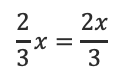 2/3 x = 2x/3